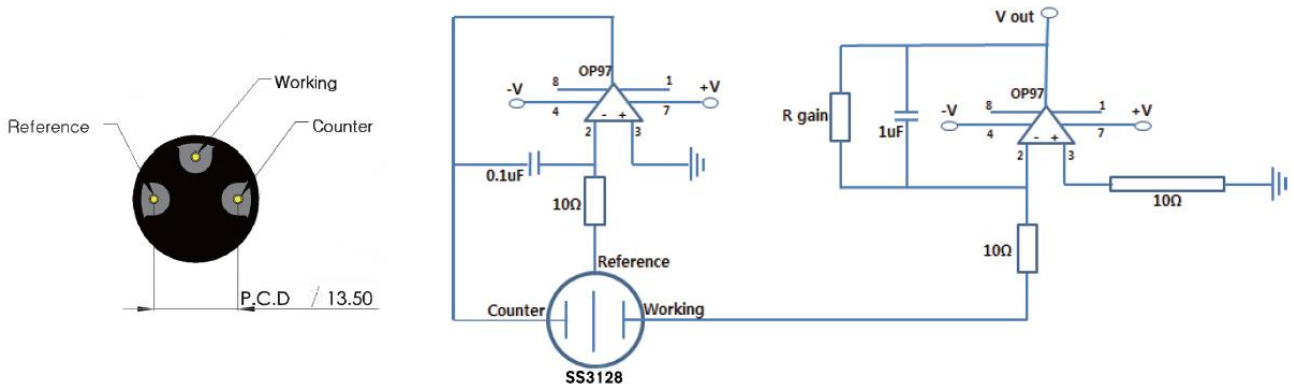 Working
Reference
Counter
P.C.D / 13.50
OP97
8
1
-V
+V
4
7
2
- +
3
0.1uF
10Ω
Reference
Counter
Working
SS3128
V out
R gain
1uF
OP97
8
1
-V
+V
4
7
2
- +
3
10Ω
10Ω